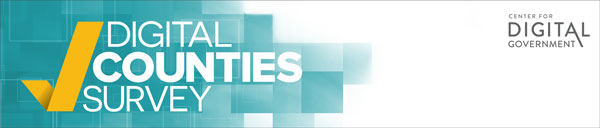 DIGITAL
COUNTIES
SURVEY
CENTER FOR
DIGITAL
GOVERNMENT